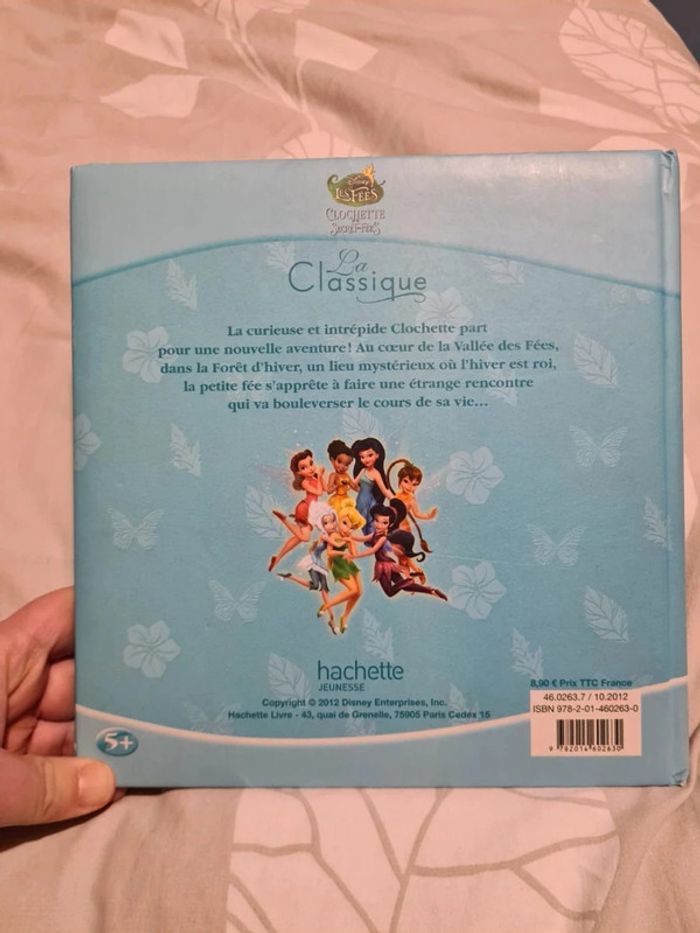 Disney
LES FÉES
CLOCHETTE
ET LE
SECRET DES FÉES
La
Classique
La curieuse et intrépide Clochette part
pour une nouvelle aventure! Au cœur de la Vallée des Fées,
dans la Forêt d'hiver, un lieu mystérieux où l'hiver est roi,
la petite fée s'apprête à faire une étrange rencontre
qui va bouleverser le cours de sa vie...
hachette
JEUNESSE
Copyright © 2012 Disney Enterprises, Inc.
Hachette Livre - 43, quai de Grenelle, 75905 Paris Cedex 15
5+
8,90 € Prix TTC France
46.0263.7 / 10.2012
ISBN 978-2-01-460263-0
9 782014 602630